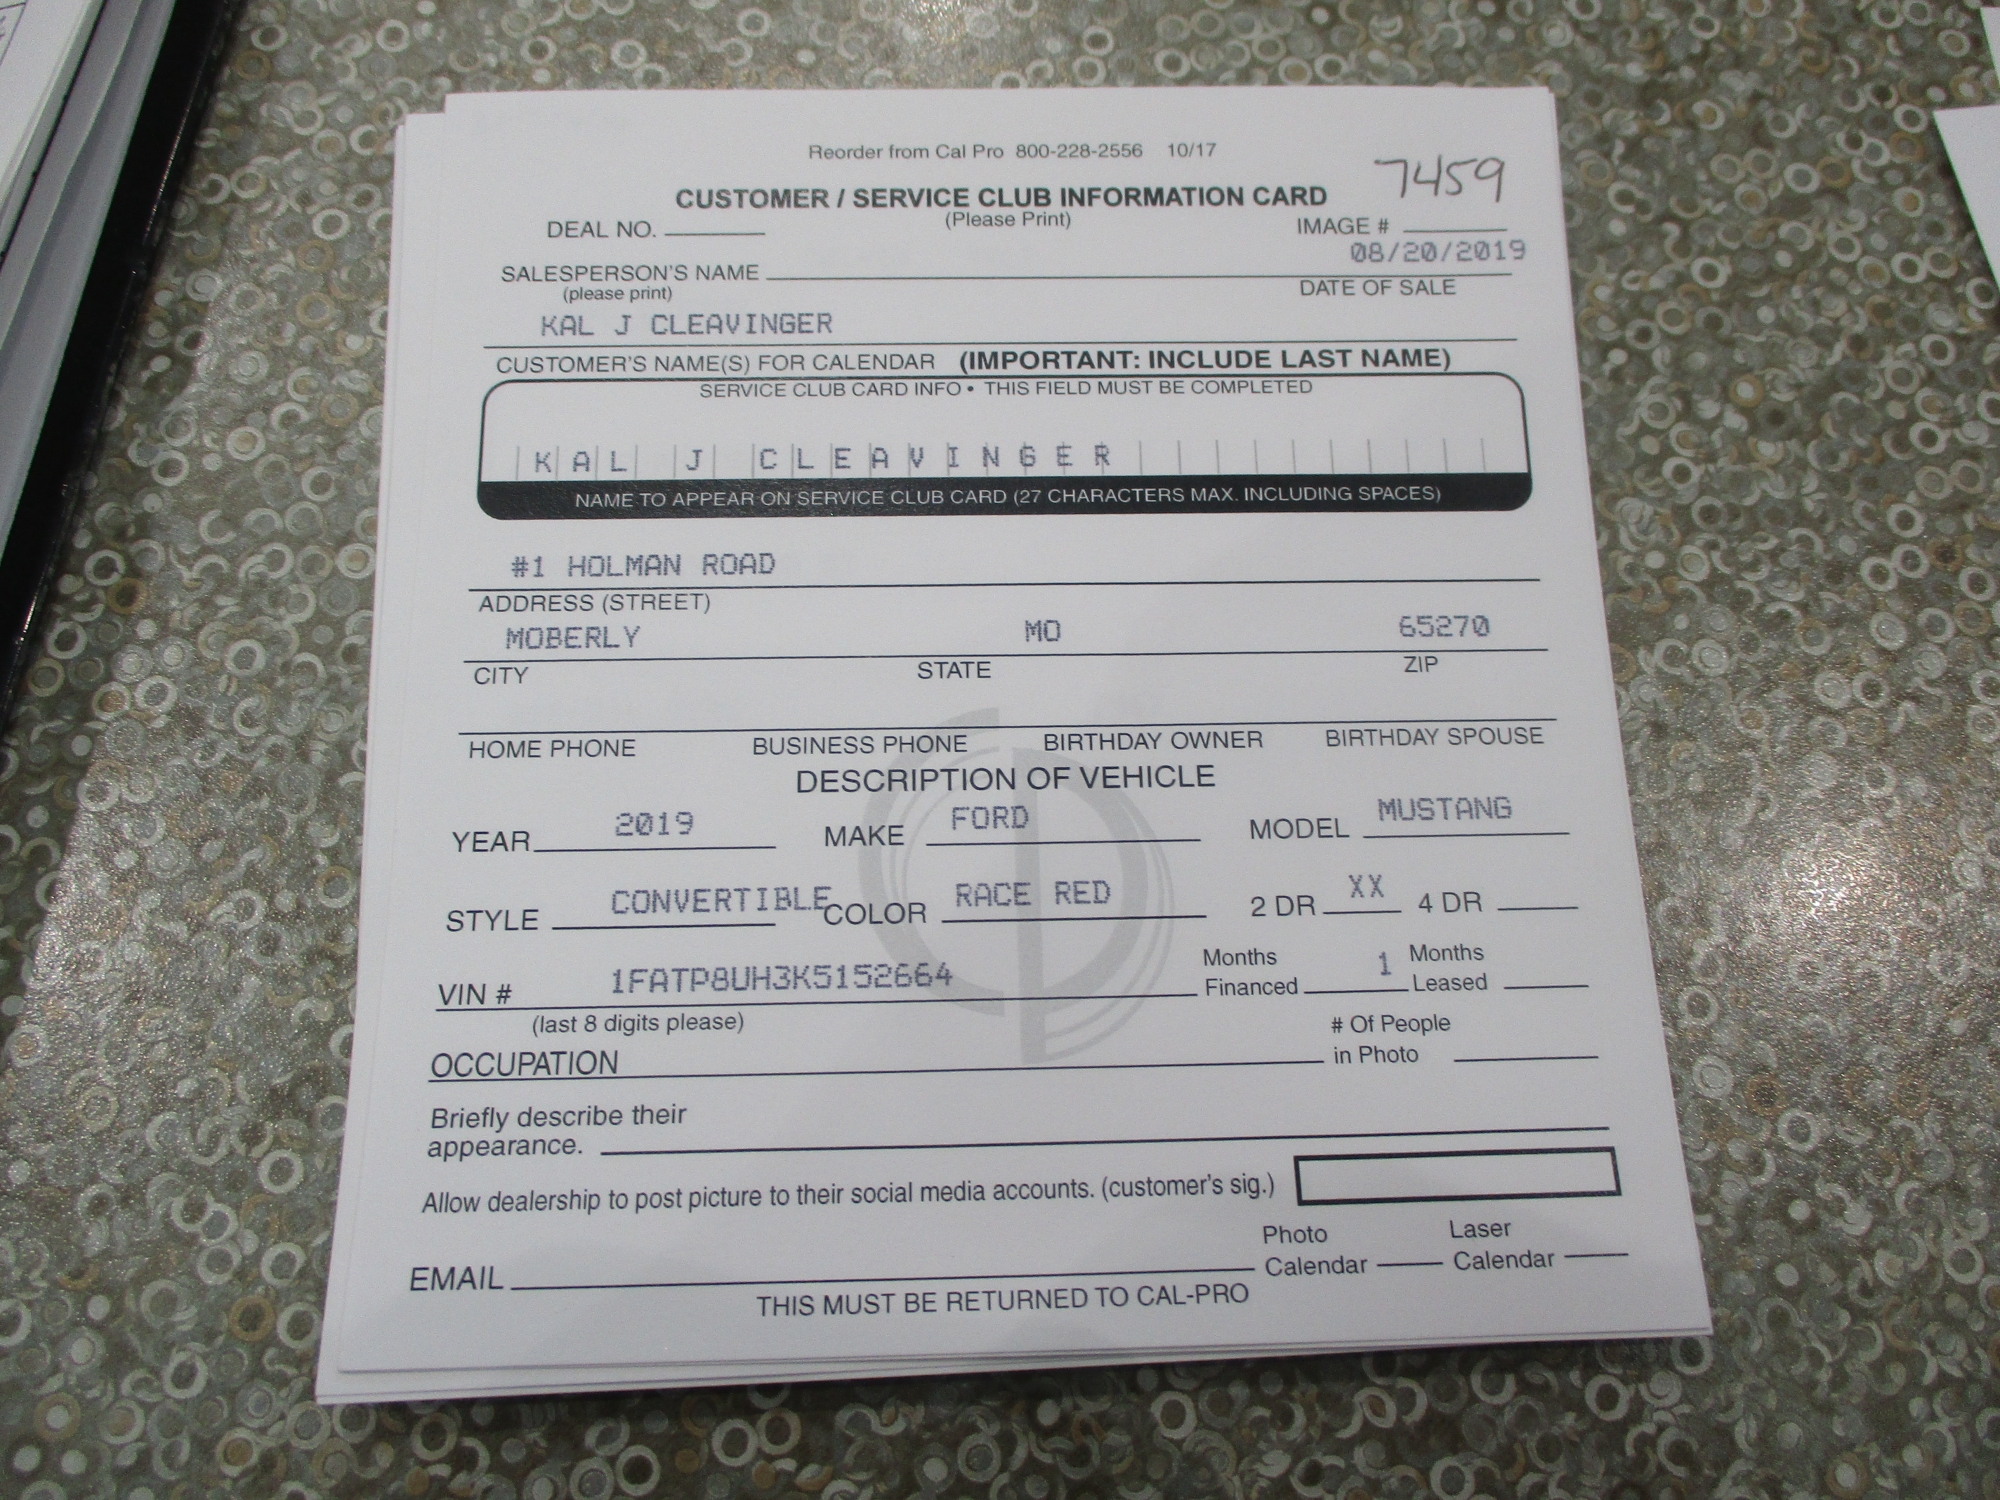 Reorder from Cal Pro 800-228-2556 10/17
7459
CUSTOMER / SERVICE CLUB INFORMATION CARD
(Please Print)
DEAL NO. IMAGE #
08/20/2019
SALESPERSON'S NAME
(please print) DATE OF SALE
KAL J CLEAVINGER
CUSTOMER'S NAME(S) FOR CALENDAR (IMPORTANT: INCLUDE LAST NAME)
SERVICE CLUB CARD INFO • THIS FIELD MUST BE COMPLETED
KAL J CLEAVINGER
NAME TO APPEAR ON SERVICE CLUB CARD (27 CHARACTERS MAX. INCLUDING SPACES)
#1 HOLMAN ROAD
ADDRESS (STREET)
MOBERLY MO 65270
CITY STATE ZIP
HOME PHONE BUSINESS PHONE BIRTHDAY OWNER BIRTHDAY SPOUSE
DESCRIPTION OF VEHICLE
YEAR 2019 MAKE FORD MODEL MUSTANG
STYLE CONVERTIBLE COLOR RACE RED 2 DR XX 4 DR
VIN # 1FATP8UH3K5152664 Months Financed 1 Months Leased
(last 8 digits please)
OCCUPATION # Of People in Photo
Briefly describe their
appearance.
Allow dealership to post picture to their social media accounts. (customer's sig.)
EMAIL Photo Calendar Laser Calendar
THIS MUST BE RETURNED TO CAL-PRO